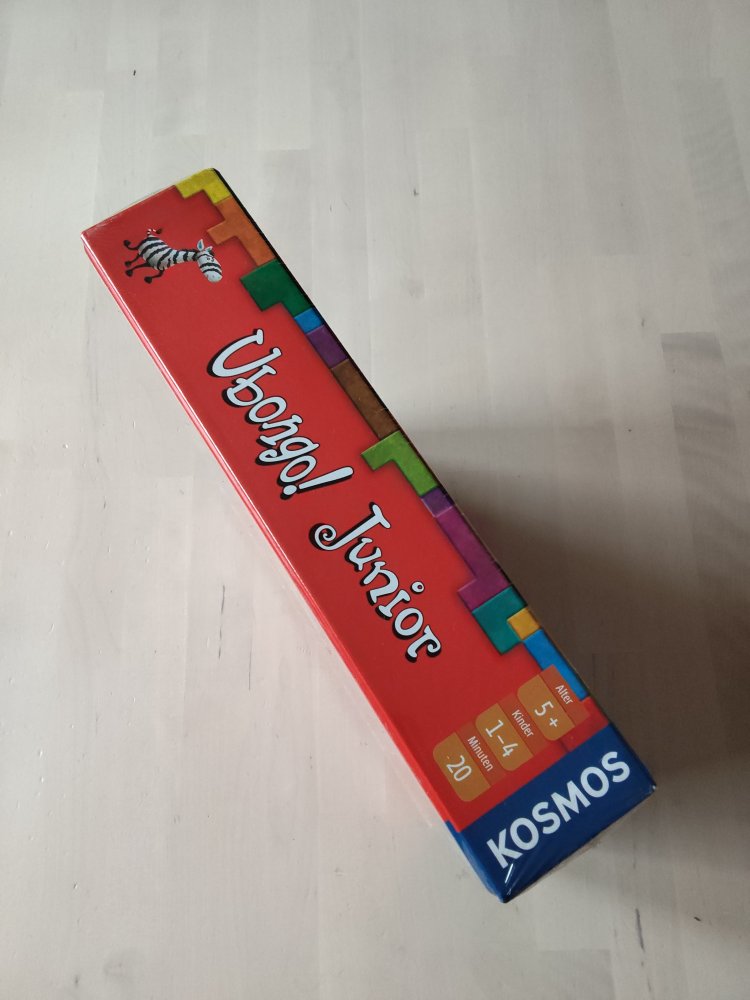 Ubongo! Junior
Alter
5+
Kinder
1–4
Minuten
20
KOSMOS